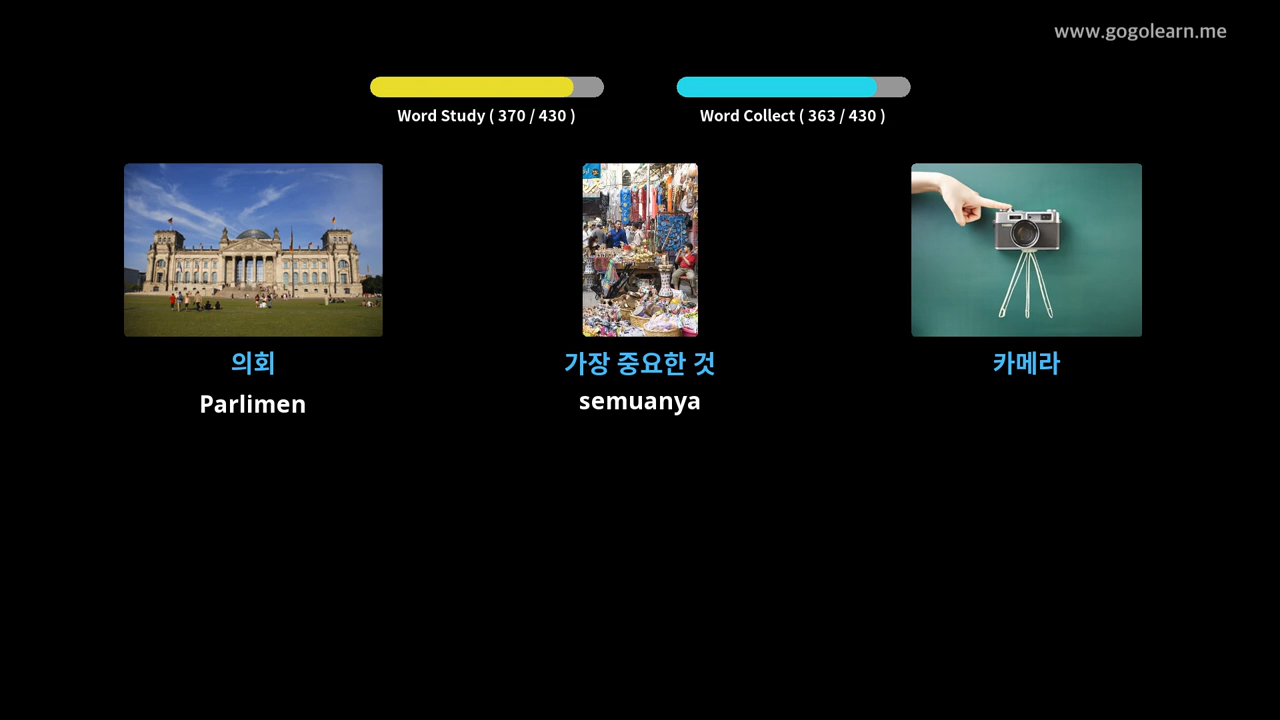 www.gogolearn.me
Word Study ( 370 / 430 )
Word Collect ( 363 / 430 )
의회
가장 중요한 것
카메라
Parlimen
semuanya